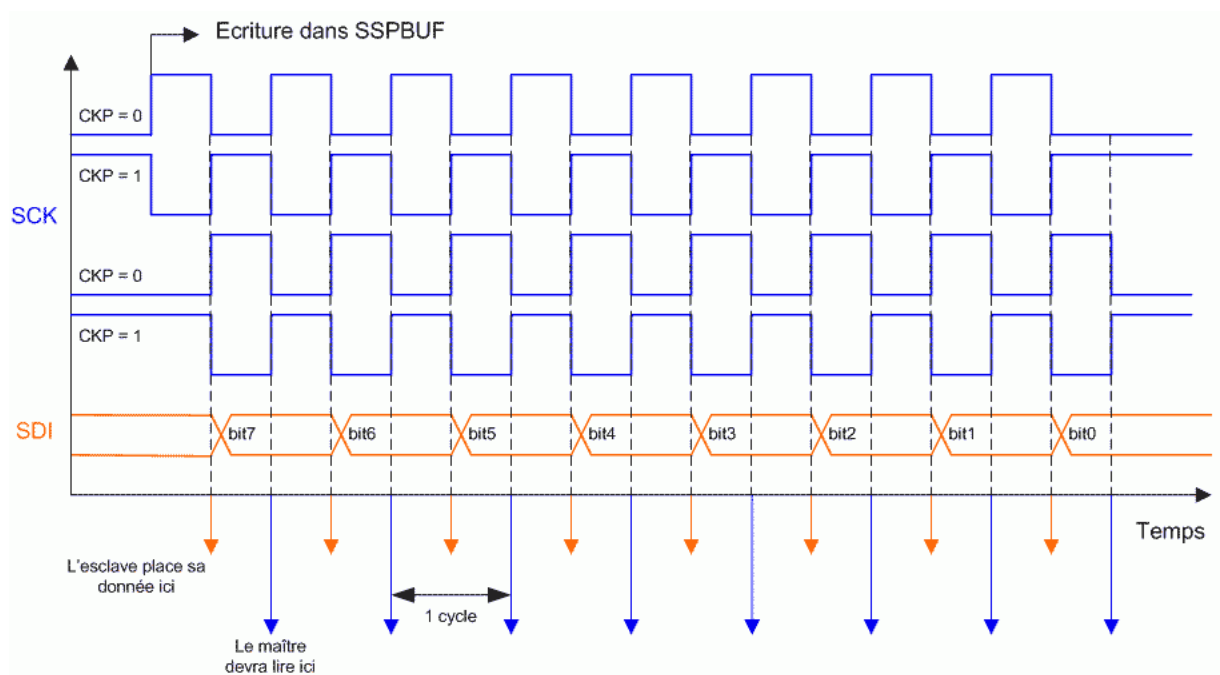 Ecriture dans SSPBUF
CKP = 0
CKP = 1
SCK
CKP = 0
CKP = 1
SDI
bit7
bit6
bit5
bit4
bit3
bit2
bit1
bit0
Temps
L'esclave place sa
donnée ici
1 cycle
Le maître
devra lire ici